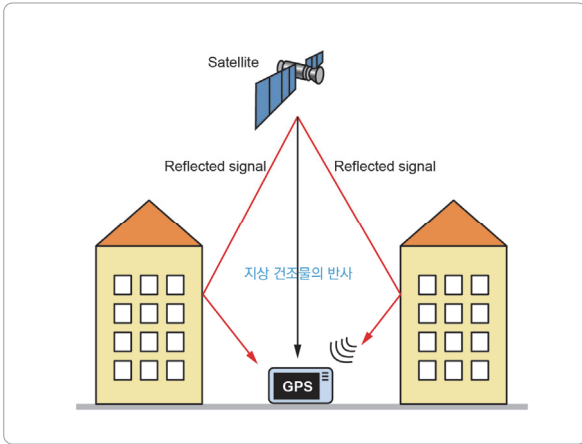 Satellite
Reflected signal
Reflected signal
지상 건조물의 반사
GPS